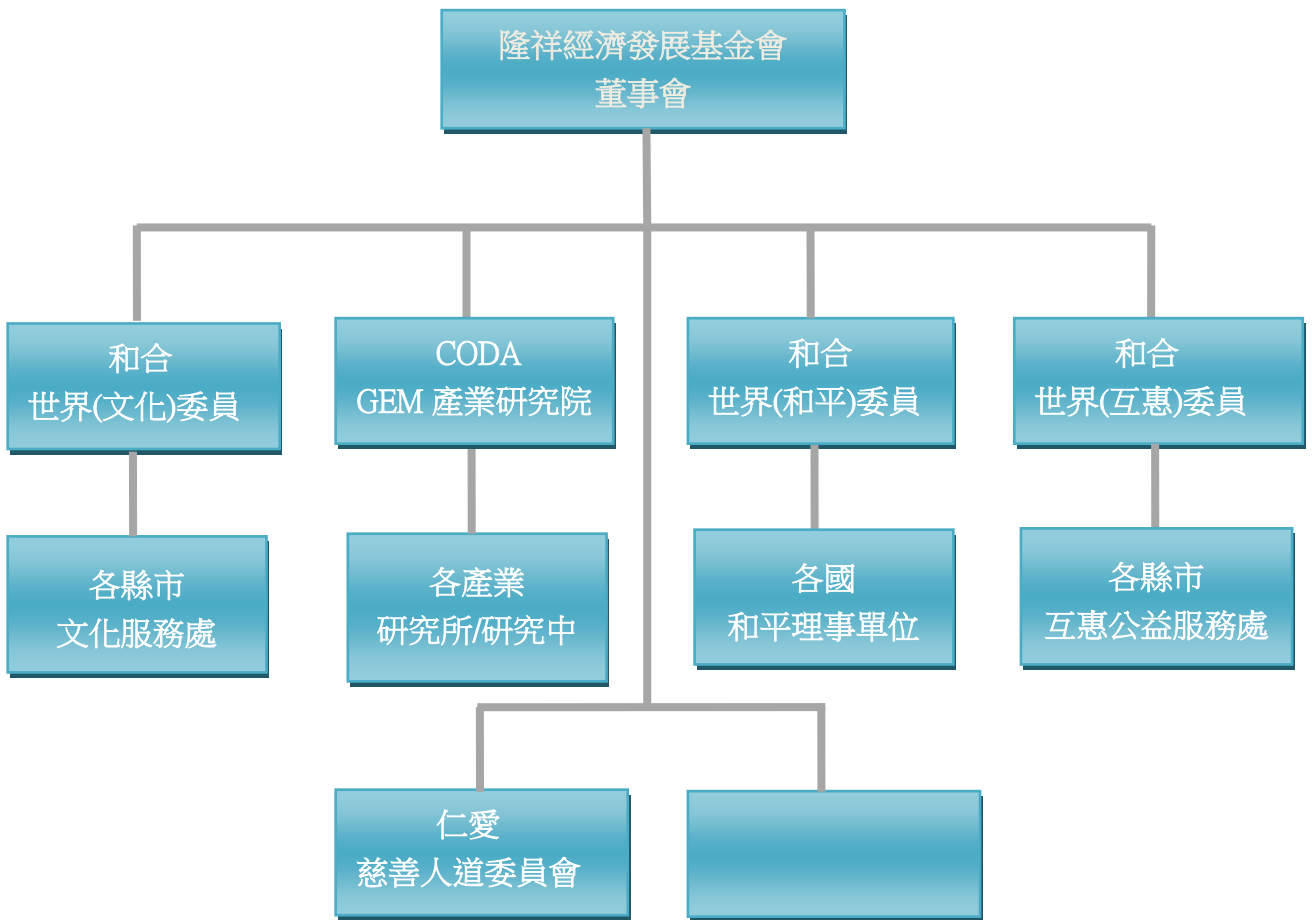 隆祥經濟發展基金會
董事會
和合
世界(文化)委員
CODA
GEM 產業研究院
和合
世界(和平)委員
和合
世界(互惠)委員
各縣市
文化服務處
各產業
研究所/研究中
各國
和平理事單位
各縣市
互惠公益服務處
仁愛
慈善人道委員會